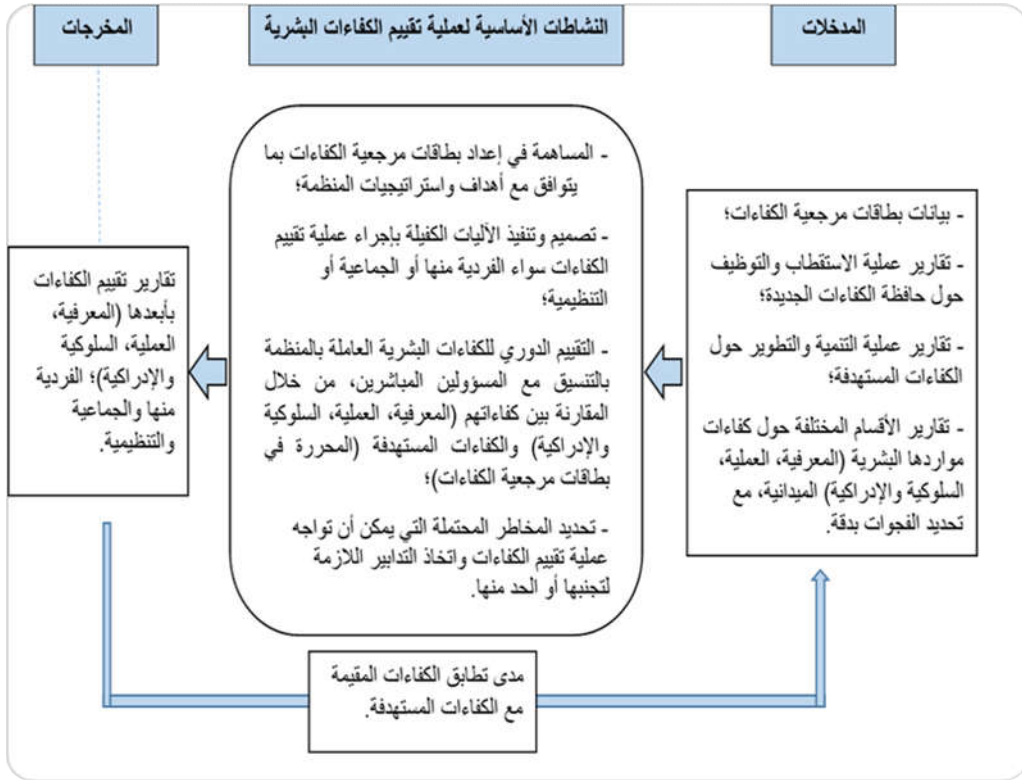 المدخلات
النشاطات الأساسية لعملية تقييم الكفاءات البشرية
المخرجات
- بيانات بطاقات مرجعية الكفاءات؛
- تقارير عملية الاستقطاب والتوظيف
حول حافظة الكفاءات الجديدة؛
- تقارير عملية التنمية والتطوير حول
الكفاءات المستهدفة؛
- تقارير الأقسام المختلفة حول كفاءات
مواردها البشرية (المعرفية، العملية،
السلوكية والإدراكية) الميدانية، مع
تحديد الفجوات بدقة.
- المساهمة في إعداد بطاقات مرجعية الكفاءات بما
يتوافق مع أهداف واستراتيجيات المنظمة؛
- تصميم وتنفيذ الأليات الكفيلة بإجراء عملية تقييم
الكفاءات سواء الفردية منها أو الجماعية أو
التنظيمية؛
- التقييم الدوري للكفاءات البشرية العاملة بالمنظمة
بالتنسيق مع المسؤولين المباشرين، من خلال
المقارنة بين كفاءاتهم (المعرفية، العملية، السلوكية
والإدراكية) والكفاءات المستهدفة (المحررة في
بطاقات مرجعية الكفاءات)؛
- تحديد المخاطر المحتملة التي يمكن أن تواجه
عملية تقييم الكفاءات واتخاذ التدابير اللازمة
لتجنبها أو الحد منها.
تقارير تقييم الكفاءات
بأبعدها (المعرفية،
العملية، السلوكية
والإدراكية)؛ الفردية
منها والجماعية
والتنظيمية.
مدى تطابق الكفاءات المقيمة
مع الكفاءات المستهدفة.